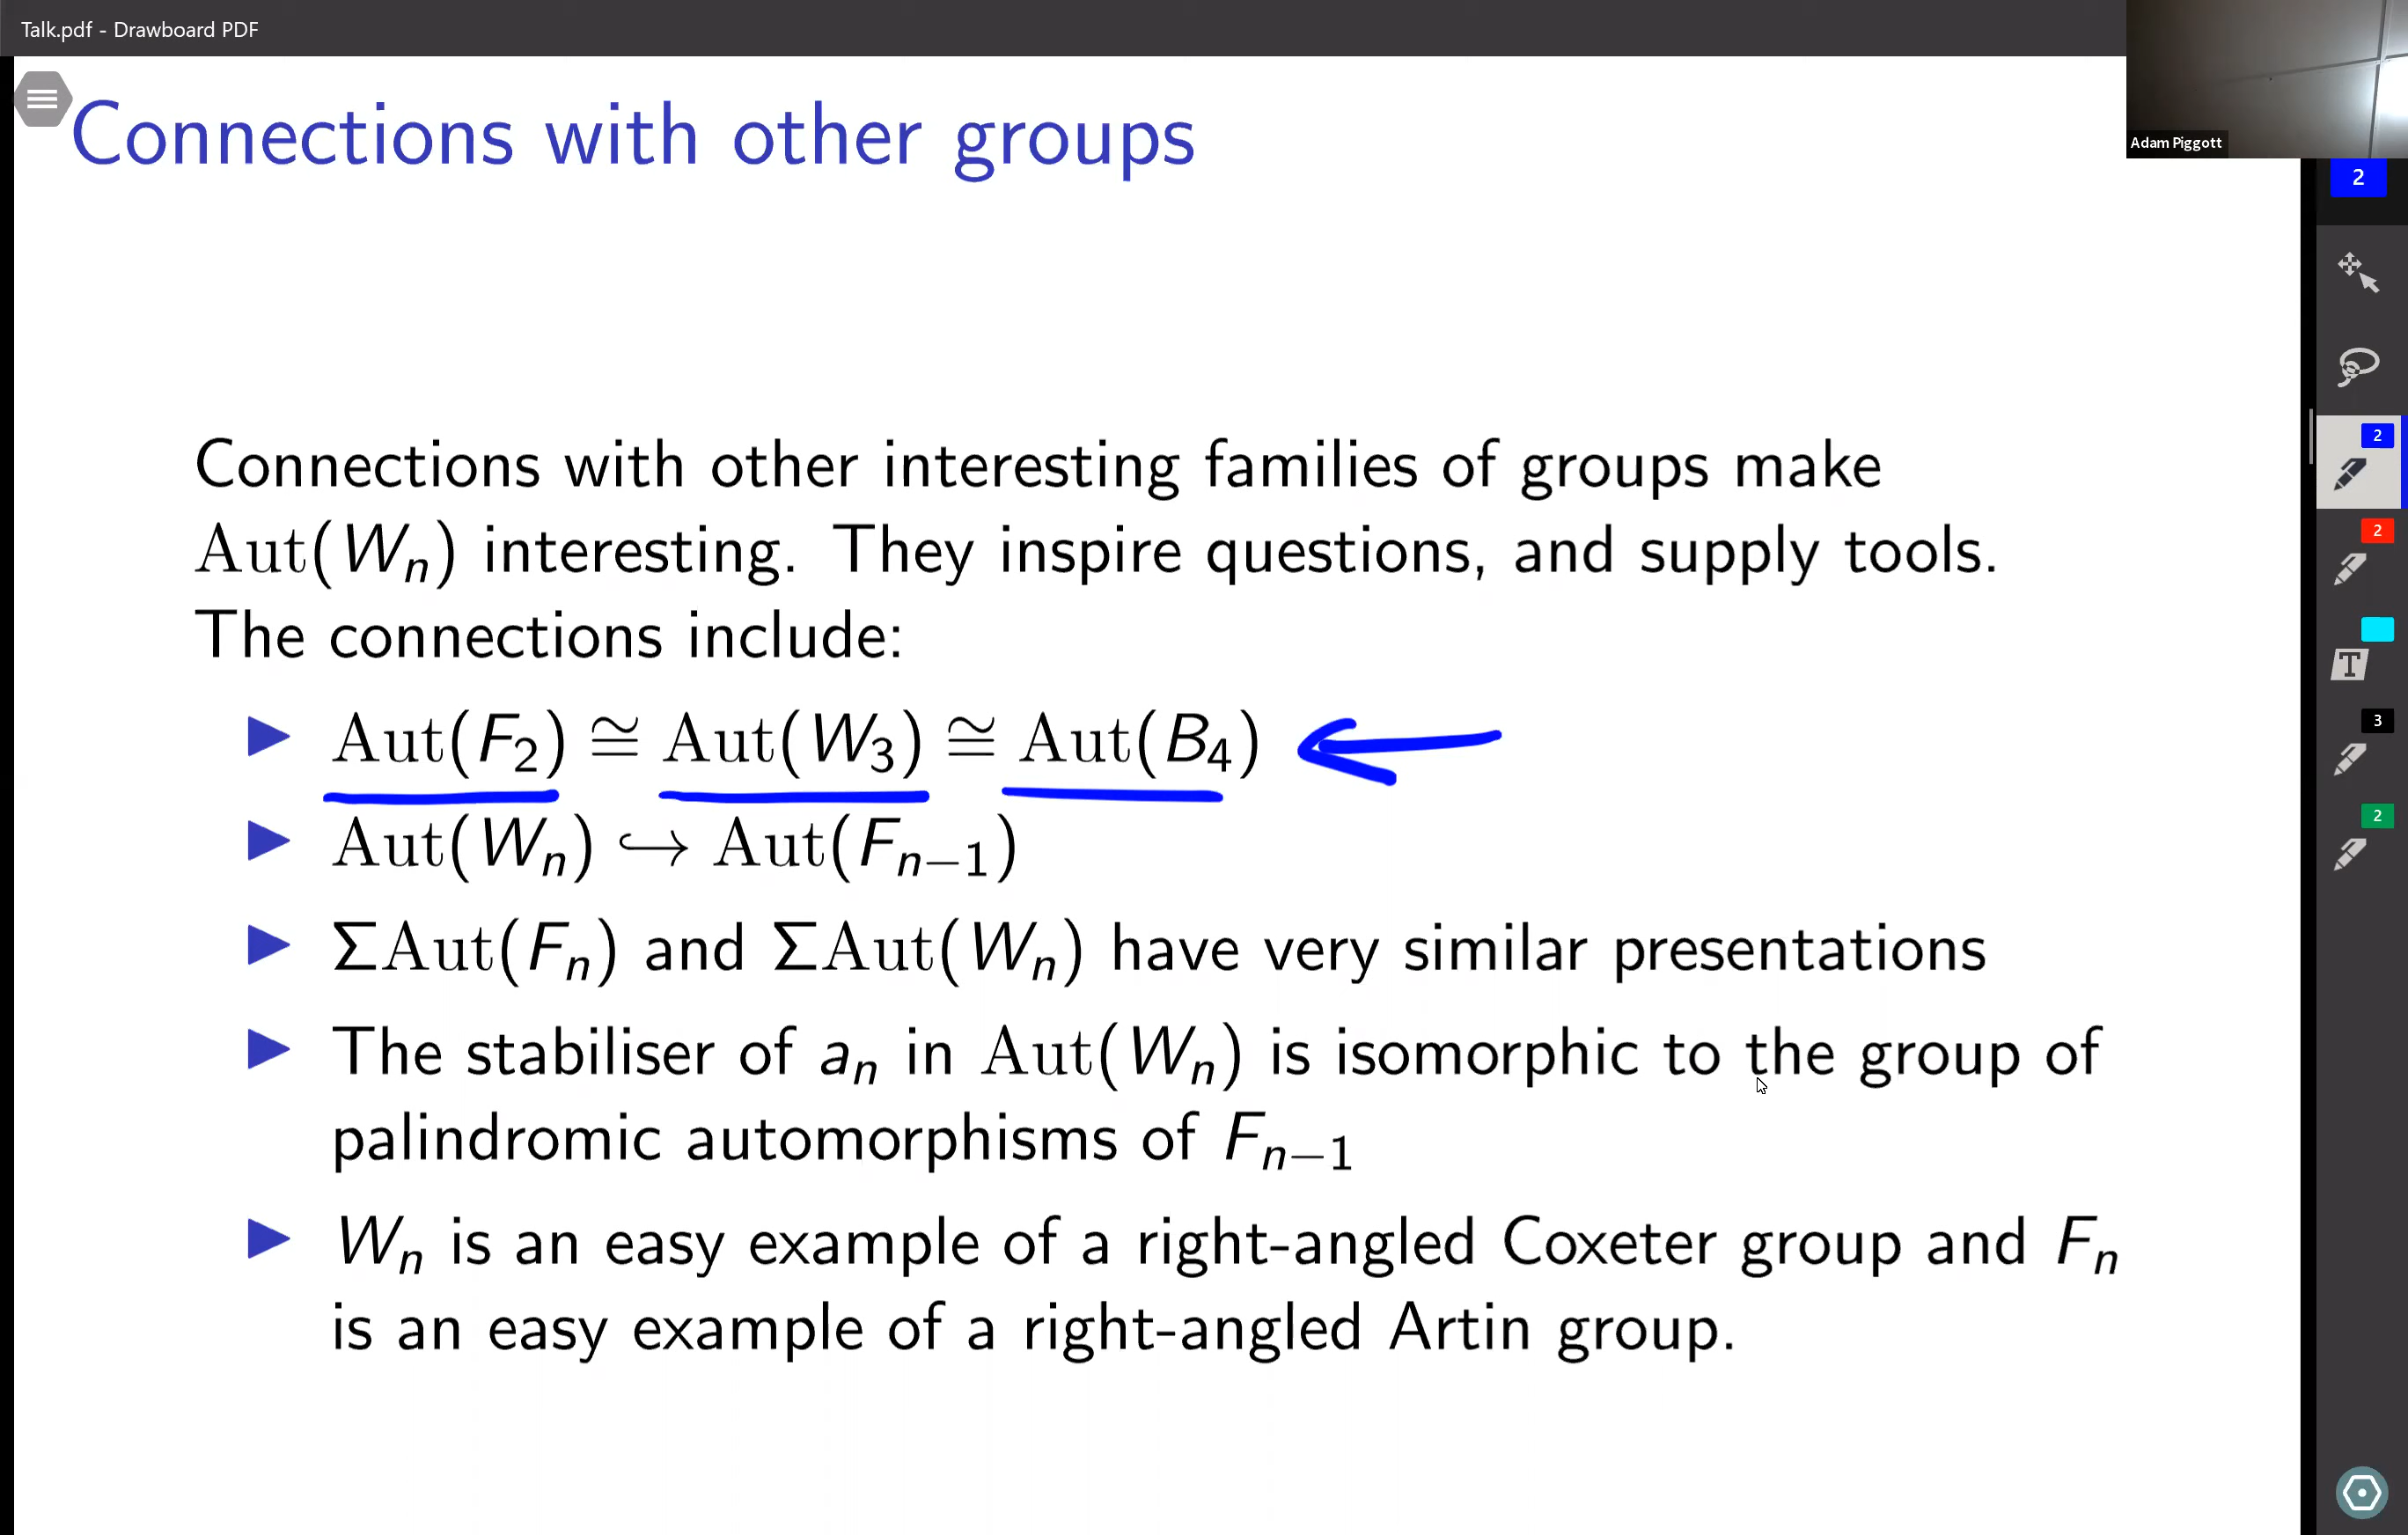 Talk.pdf - Drawboard PDF
Adam Piggott
Connections with other groups
2
Connections with other interesting families of groups make
Aut(Wₙ) interesting. They inspire questions, and supply tools.
The connections include:
▶ Aut(F₂) ≅ Aut(W₃) ≅ Aut(B₄)
▶ Aut(Wₙ) ↪ Aut(Fₙ₋₁)
▶ ΣAut(Fₙ) and ΣAut(Wₙ) have very similar presentations
▶ The stabiliser of aₙ in Aut(Wₙ) is isomorphic to the group of
palindromic automorphisms of Fₙ₋₁
▶ Wₙ is an easy example of a right-angled Coxeter group and Fₙ
is an easy example of a right-angled Artin group.
2
2
T
3
2